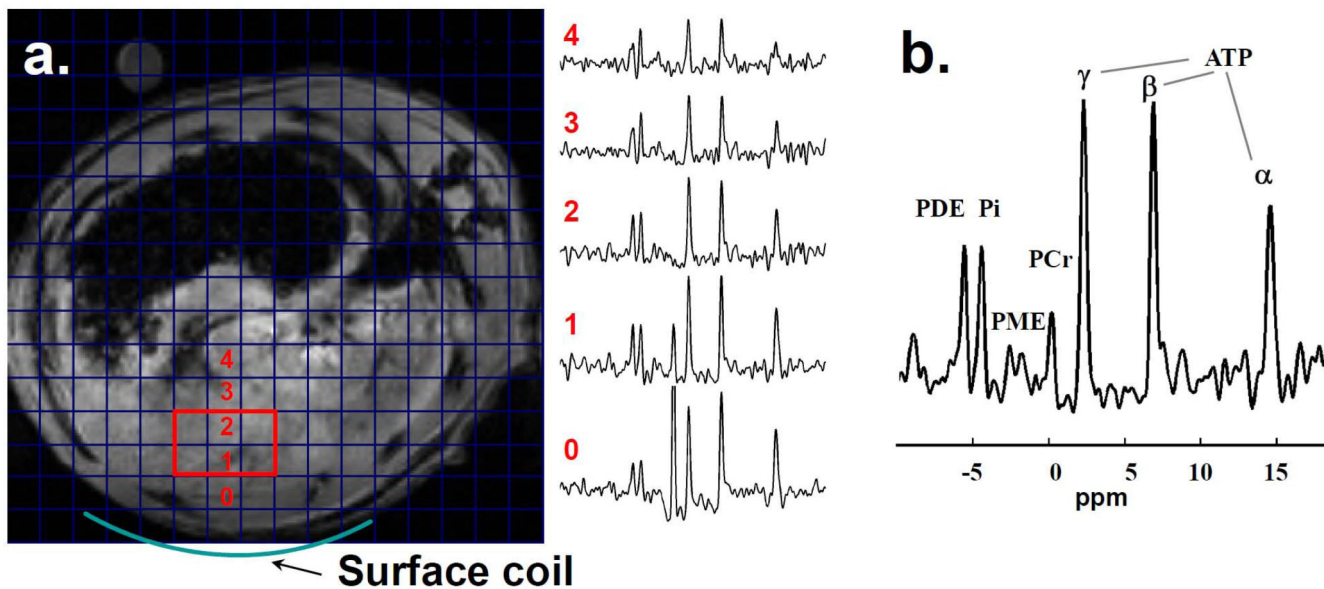 a.
4
3
2
1
0
Surface coil
4
3
2
1
0
b.
ATP
γ
β
α
PDE Pi
PCr
PME
-5 0 5 10 15
ppm